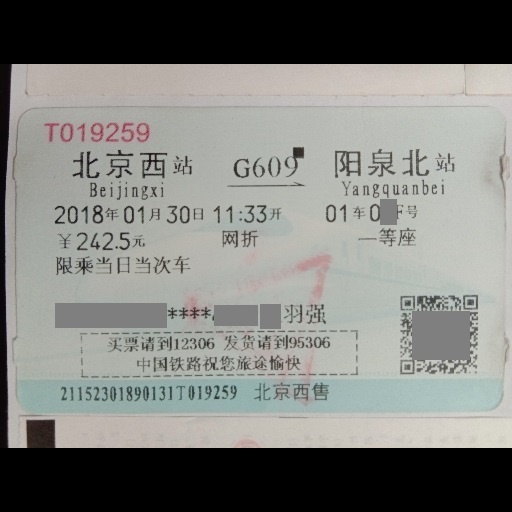 T019259
北京西站 G609 阳泉北站
Beijingxi Yangquanbei
2018年01月30日 11:33开 01车0 F号
￥242.5元 网折 一等座
限乘当日当次车
**** 羽强
买票请到12306 发货请到95306
中国铁路祝您旅途愉快
21152301890131T019259 北京西售